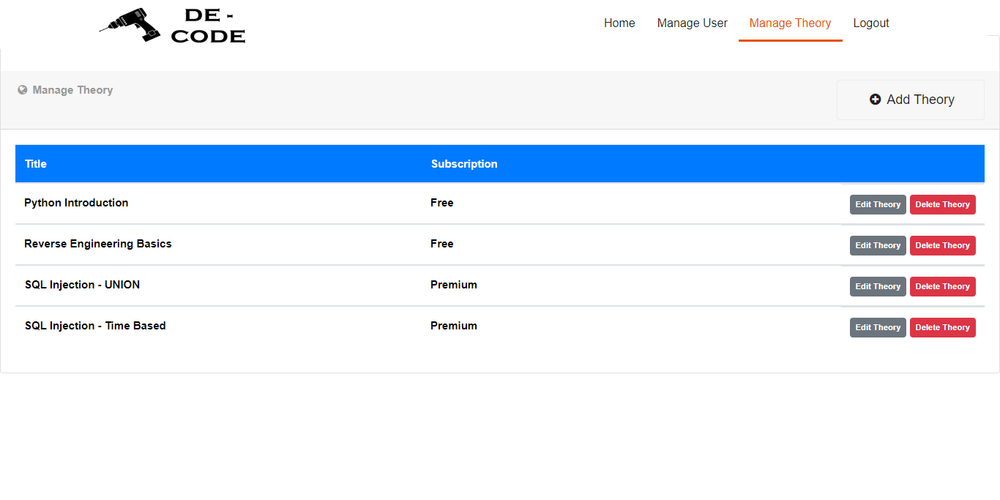 DE -
CODE
Home Manage User Manage Theory Logout
Manage Theory
Add Theory
Title Subscription
Python Introduction Free Edit Theory Delete Theory
Reverse Engineering Basics Free Edit Theory Delete Theory
SQL Injection - UNION Premium Edit Theory Delete Theory
SQL Injection - Time Based Premium Edit Theory Delete Theory